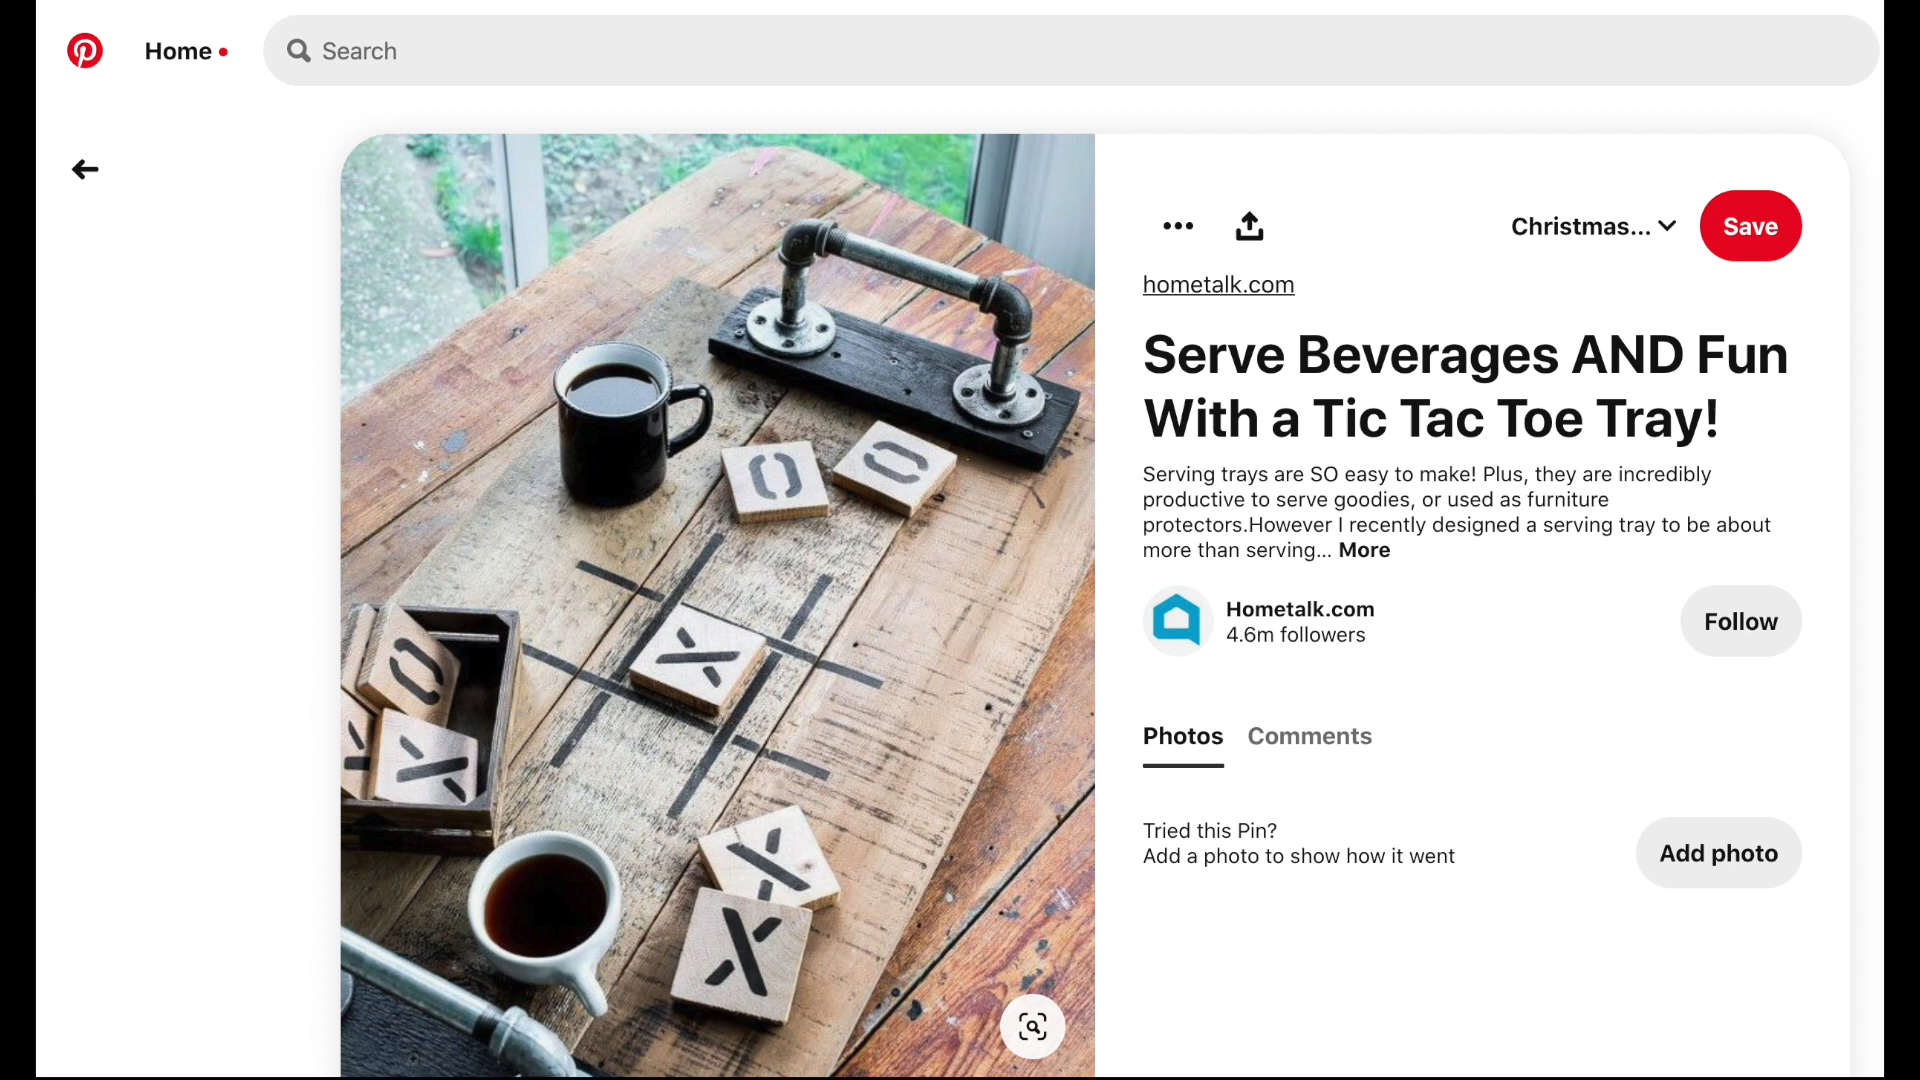 Home
Search
Christmas...
Save
hometalk.com
Serve Beverages AND Fun
With a Tic Tac Toe Tray!
Serving trays are SO easy to make! Plus, they are incredibly
productive to serve goodies, or used as furniture
protectors.However I recently designed a serving tray to be about
more than serving... More
Hometalk.com
4.6m followers
Follow
Photos Comments
Tried this Pin?
Add a photo to show how it went
Add photo
O O
X
O
X
X
X
X